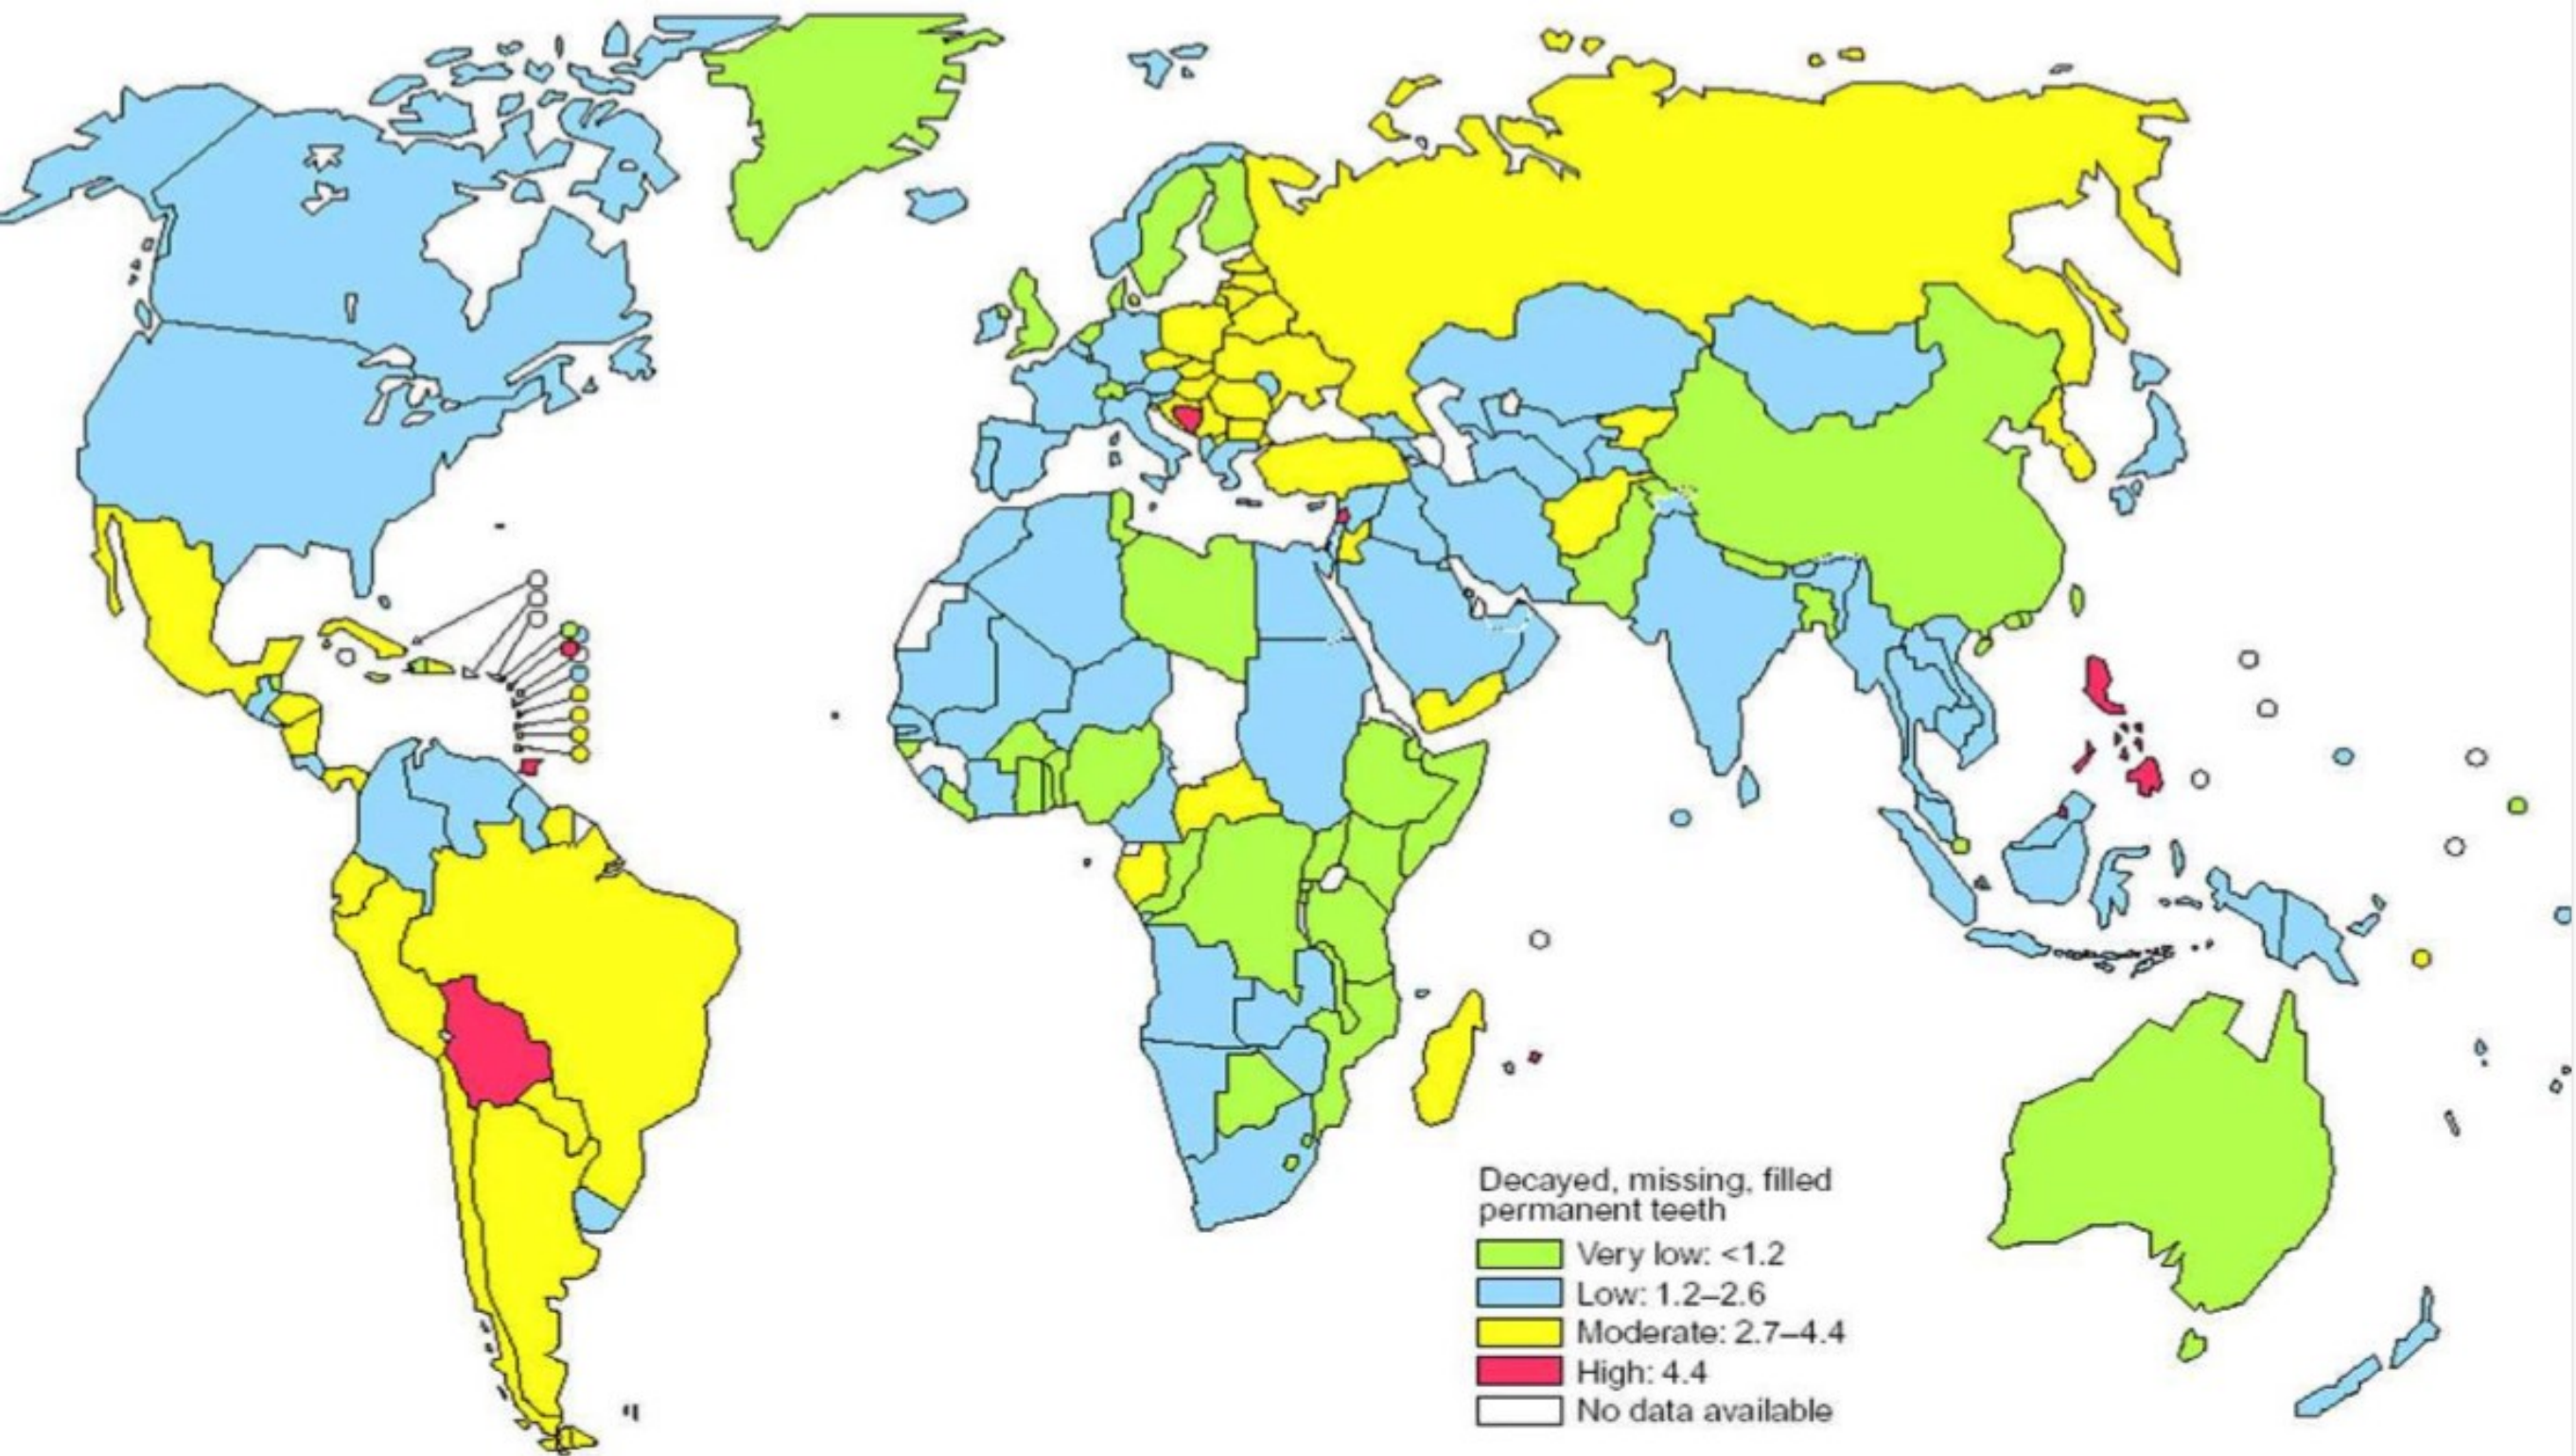 Decayed, missing, filled
permanent teeth
Very low: <1.2
Low: 1.2–2.6
Moderate: 2.7–4.4
High: 4.4
No data available